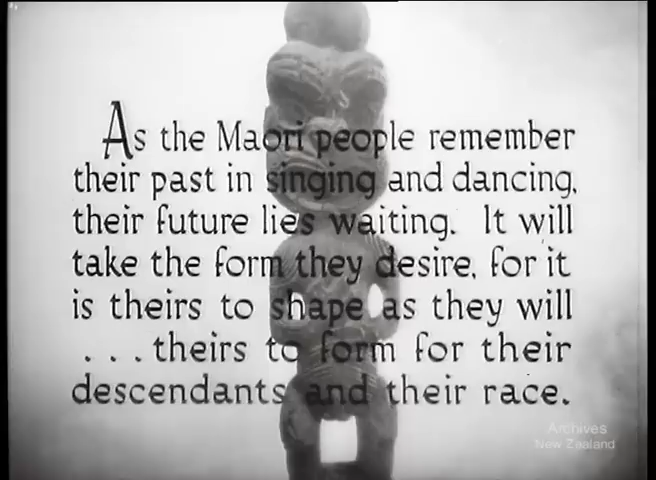 As the Maori people remember
their past in singing and dancing,
their future lies waiting. It will
take the form they desire, for it
is theirs to shape as they will
...theirs to form for their
descendants and their race.
Archives
New Zealand